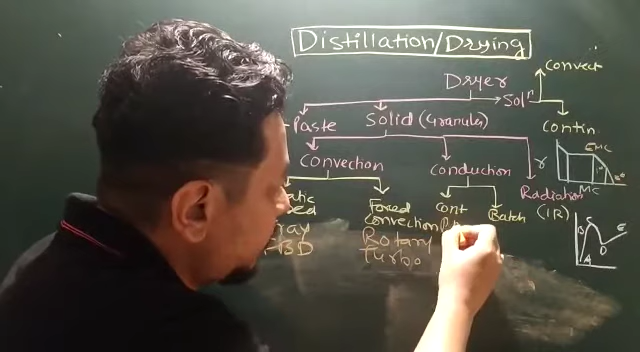 Distillation/Drying
Dryer
Convect
Solⁿ
Paste
Solid (Granules)
Contin
Convection
Conduction
Radiation
(IR)
EMC
r
MC
Forced
Convection
Rotary
Turbo
Cont
Batch
FBD
B
C
D
E
A